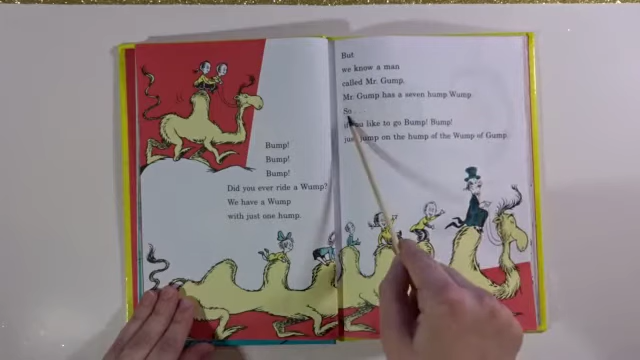 Bump!
Bump!
Bump!
Did you ever ride a Wump?
We have a Wump
with just one hump.
But
we know a man
called Mr. Gump.
Mr. Gump has a seven hump Wump.
So . . .
you like to go Bump! Bump!
just jump on the hump of the Wump of Gump.